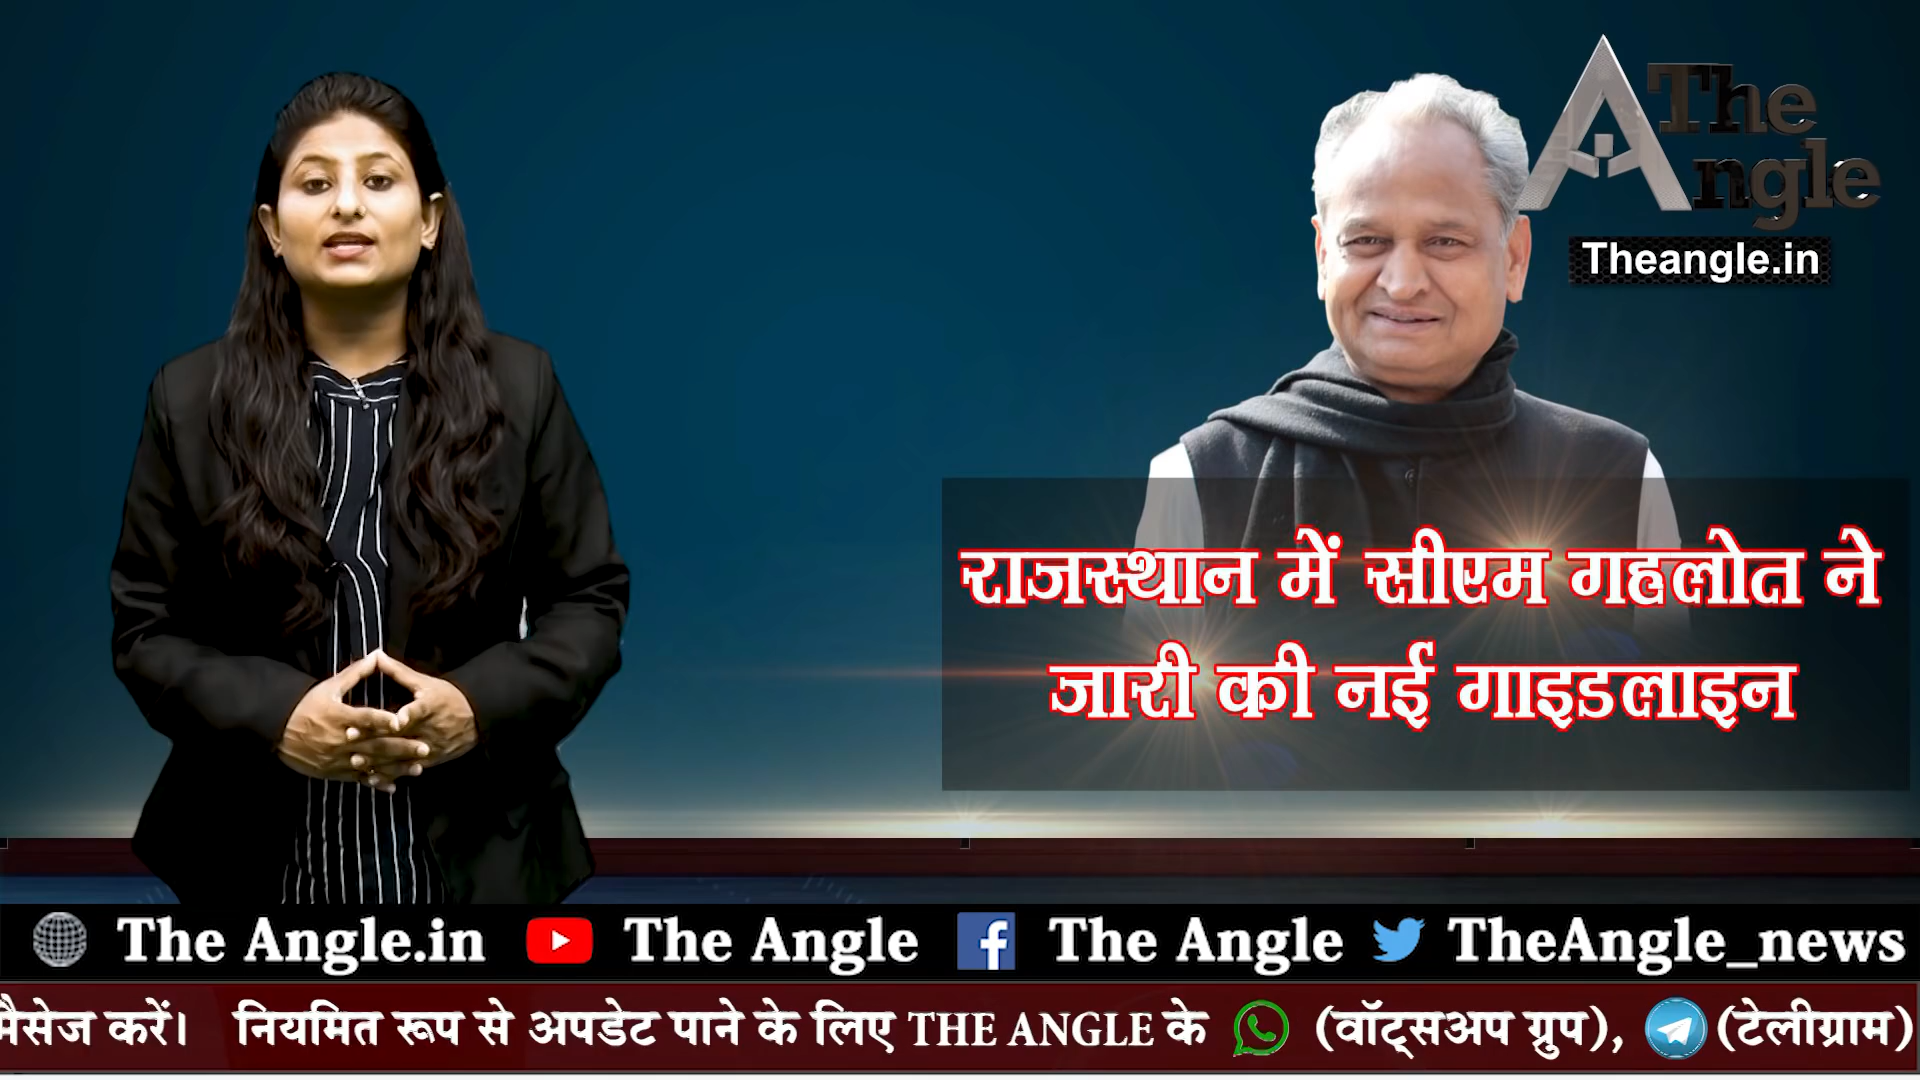 The
Angle
Theangle.in
राजस्थान में सीएम गहलोत ने
जारी की नई गाइडलाइन
The Angle.in The Angle The Angle TheAngle_news
मैसेज करें। नियमित रूप से अपडेट पाने के लिए THE ANGLE के (वॉट्सअप ग्रुप), (टेलीग्राम)